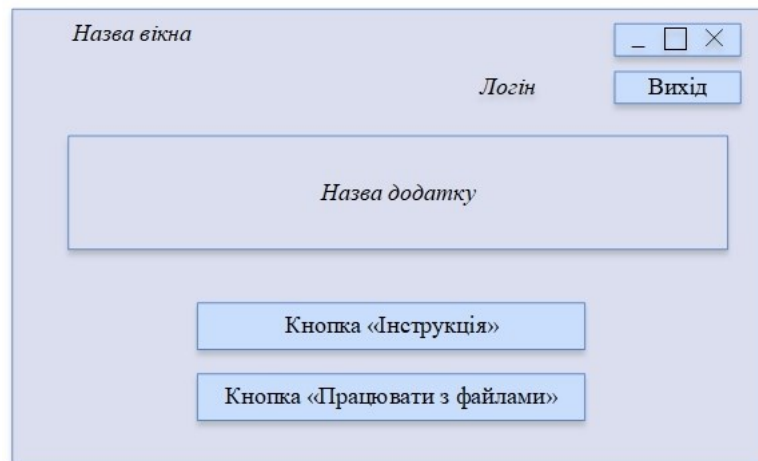 Назва вікна
Логін
Вихід
Назва додатку
Кнопка «Інструкція»
Кнопка «Працювати з файлами»